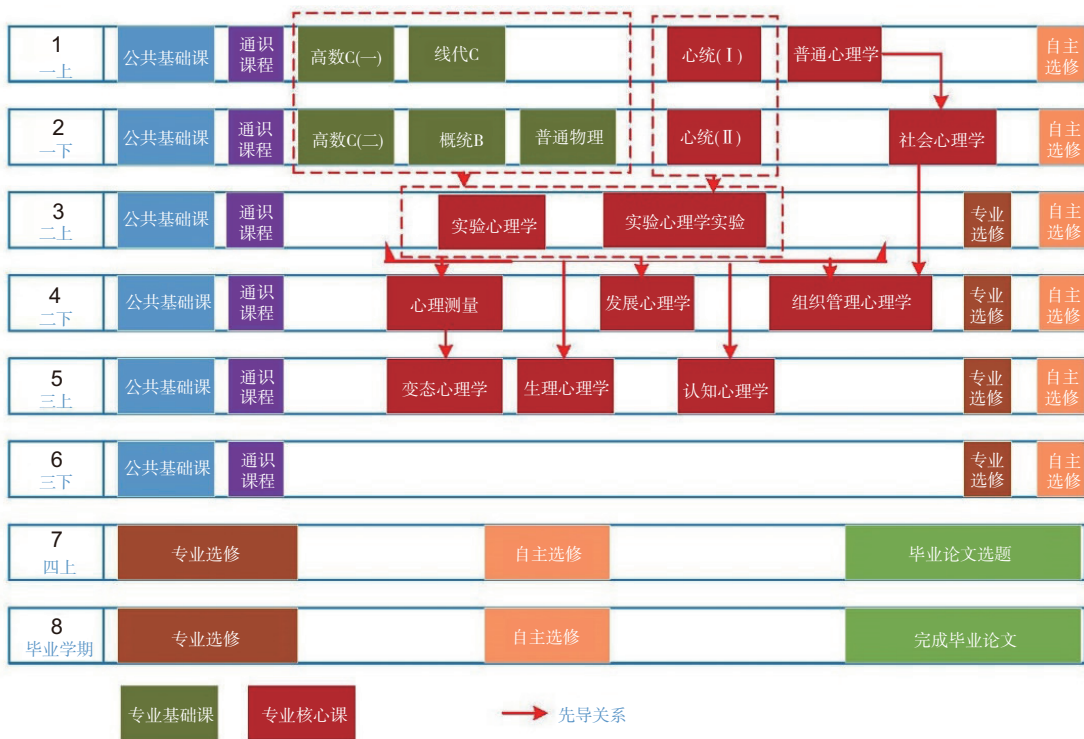 1
一上
公共基础课
通识
课程
高数C(一)
线代C
心统(Ⅰ)
普通心理学
自主
选修
2
一下
公共基础课
通识
课程
高数C(二)
概统B
普通物理
心统(Ⅱ)
社会心理学
自主
选修
3
二上
公共基础课
通识
课程
实验心理学
实验心理学实验
专业
选修
自主
选修
4
二下
公共基础课
通识
课程
心理测量
发展心理学
组织管理心理学
专业
选修
自主
选修
5
三上
公共基础课
通识
课程
变态心理学
生理心理学
认知心理学
专业
选修
自主
选修
6
三下
公共基础课
通识
课程
专业
选修
自主
选修
7
四上
专业选修
自主选修
毕业论文选题
8
毕业学期
专业选修
自主选修
完成毕业论文
专业基础课
专业核心课
先导关系